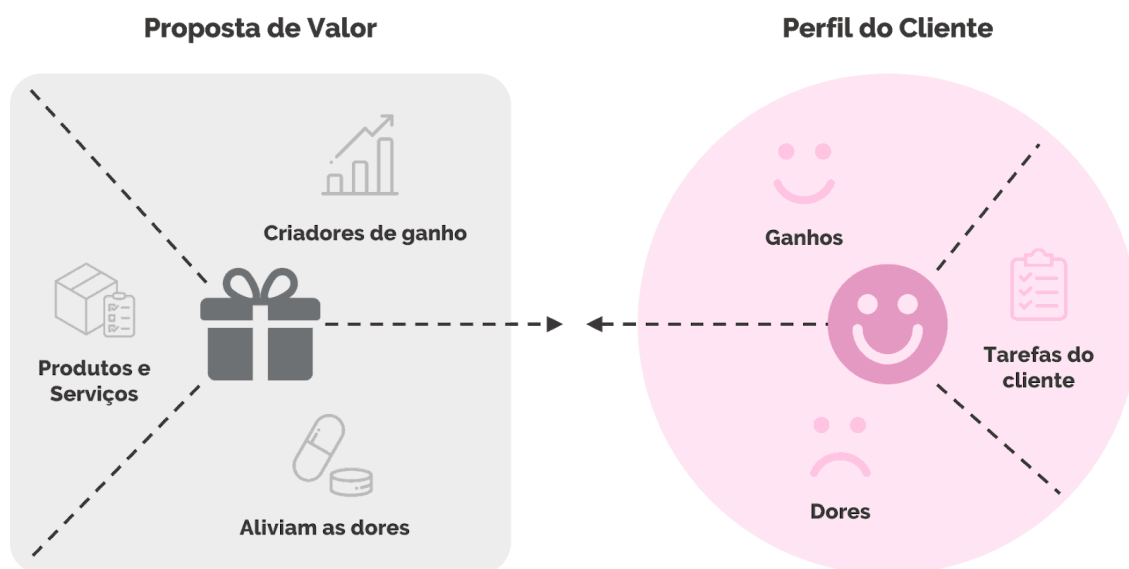 Proposta de Valor
Perfil do Cliente
Criadores de ganho
Produtos e
Serviços
Aliviam as dores
Ganhos
Tarefas do
cliente
Dores